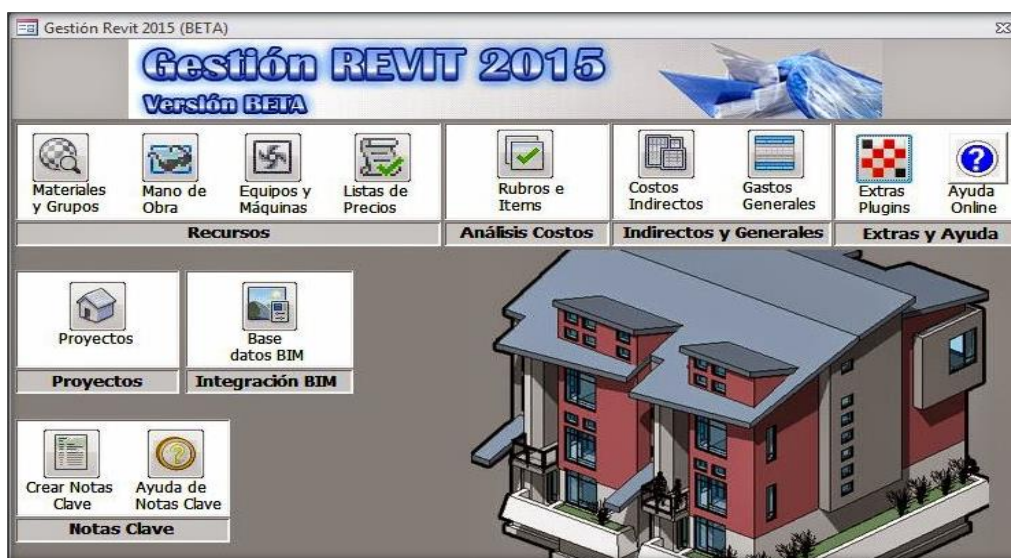 Gestión Revit 2015 (BETA)
Gestión REVIT 2015
Versión BETA
Materiales
y Grupos
Mano de
Obra
Equipos y
Máquinas
Listas de
Precios
Recursos
Rubros e
Items
Análisis Costos
Costos
Indirectos
Gastos
Generales
Indirectos y Generales
Extras
Plugins
Ayuda
Online
Extras y Ayuda
Proyectos
Proyectos
Base
datos BIM
Integración BIM
Crear Notas
Clave
Ayuda de
Notas Clave
Notas Clave